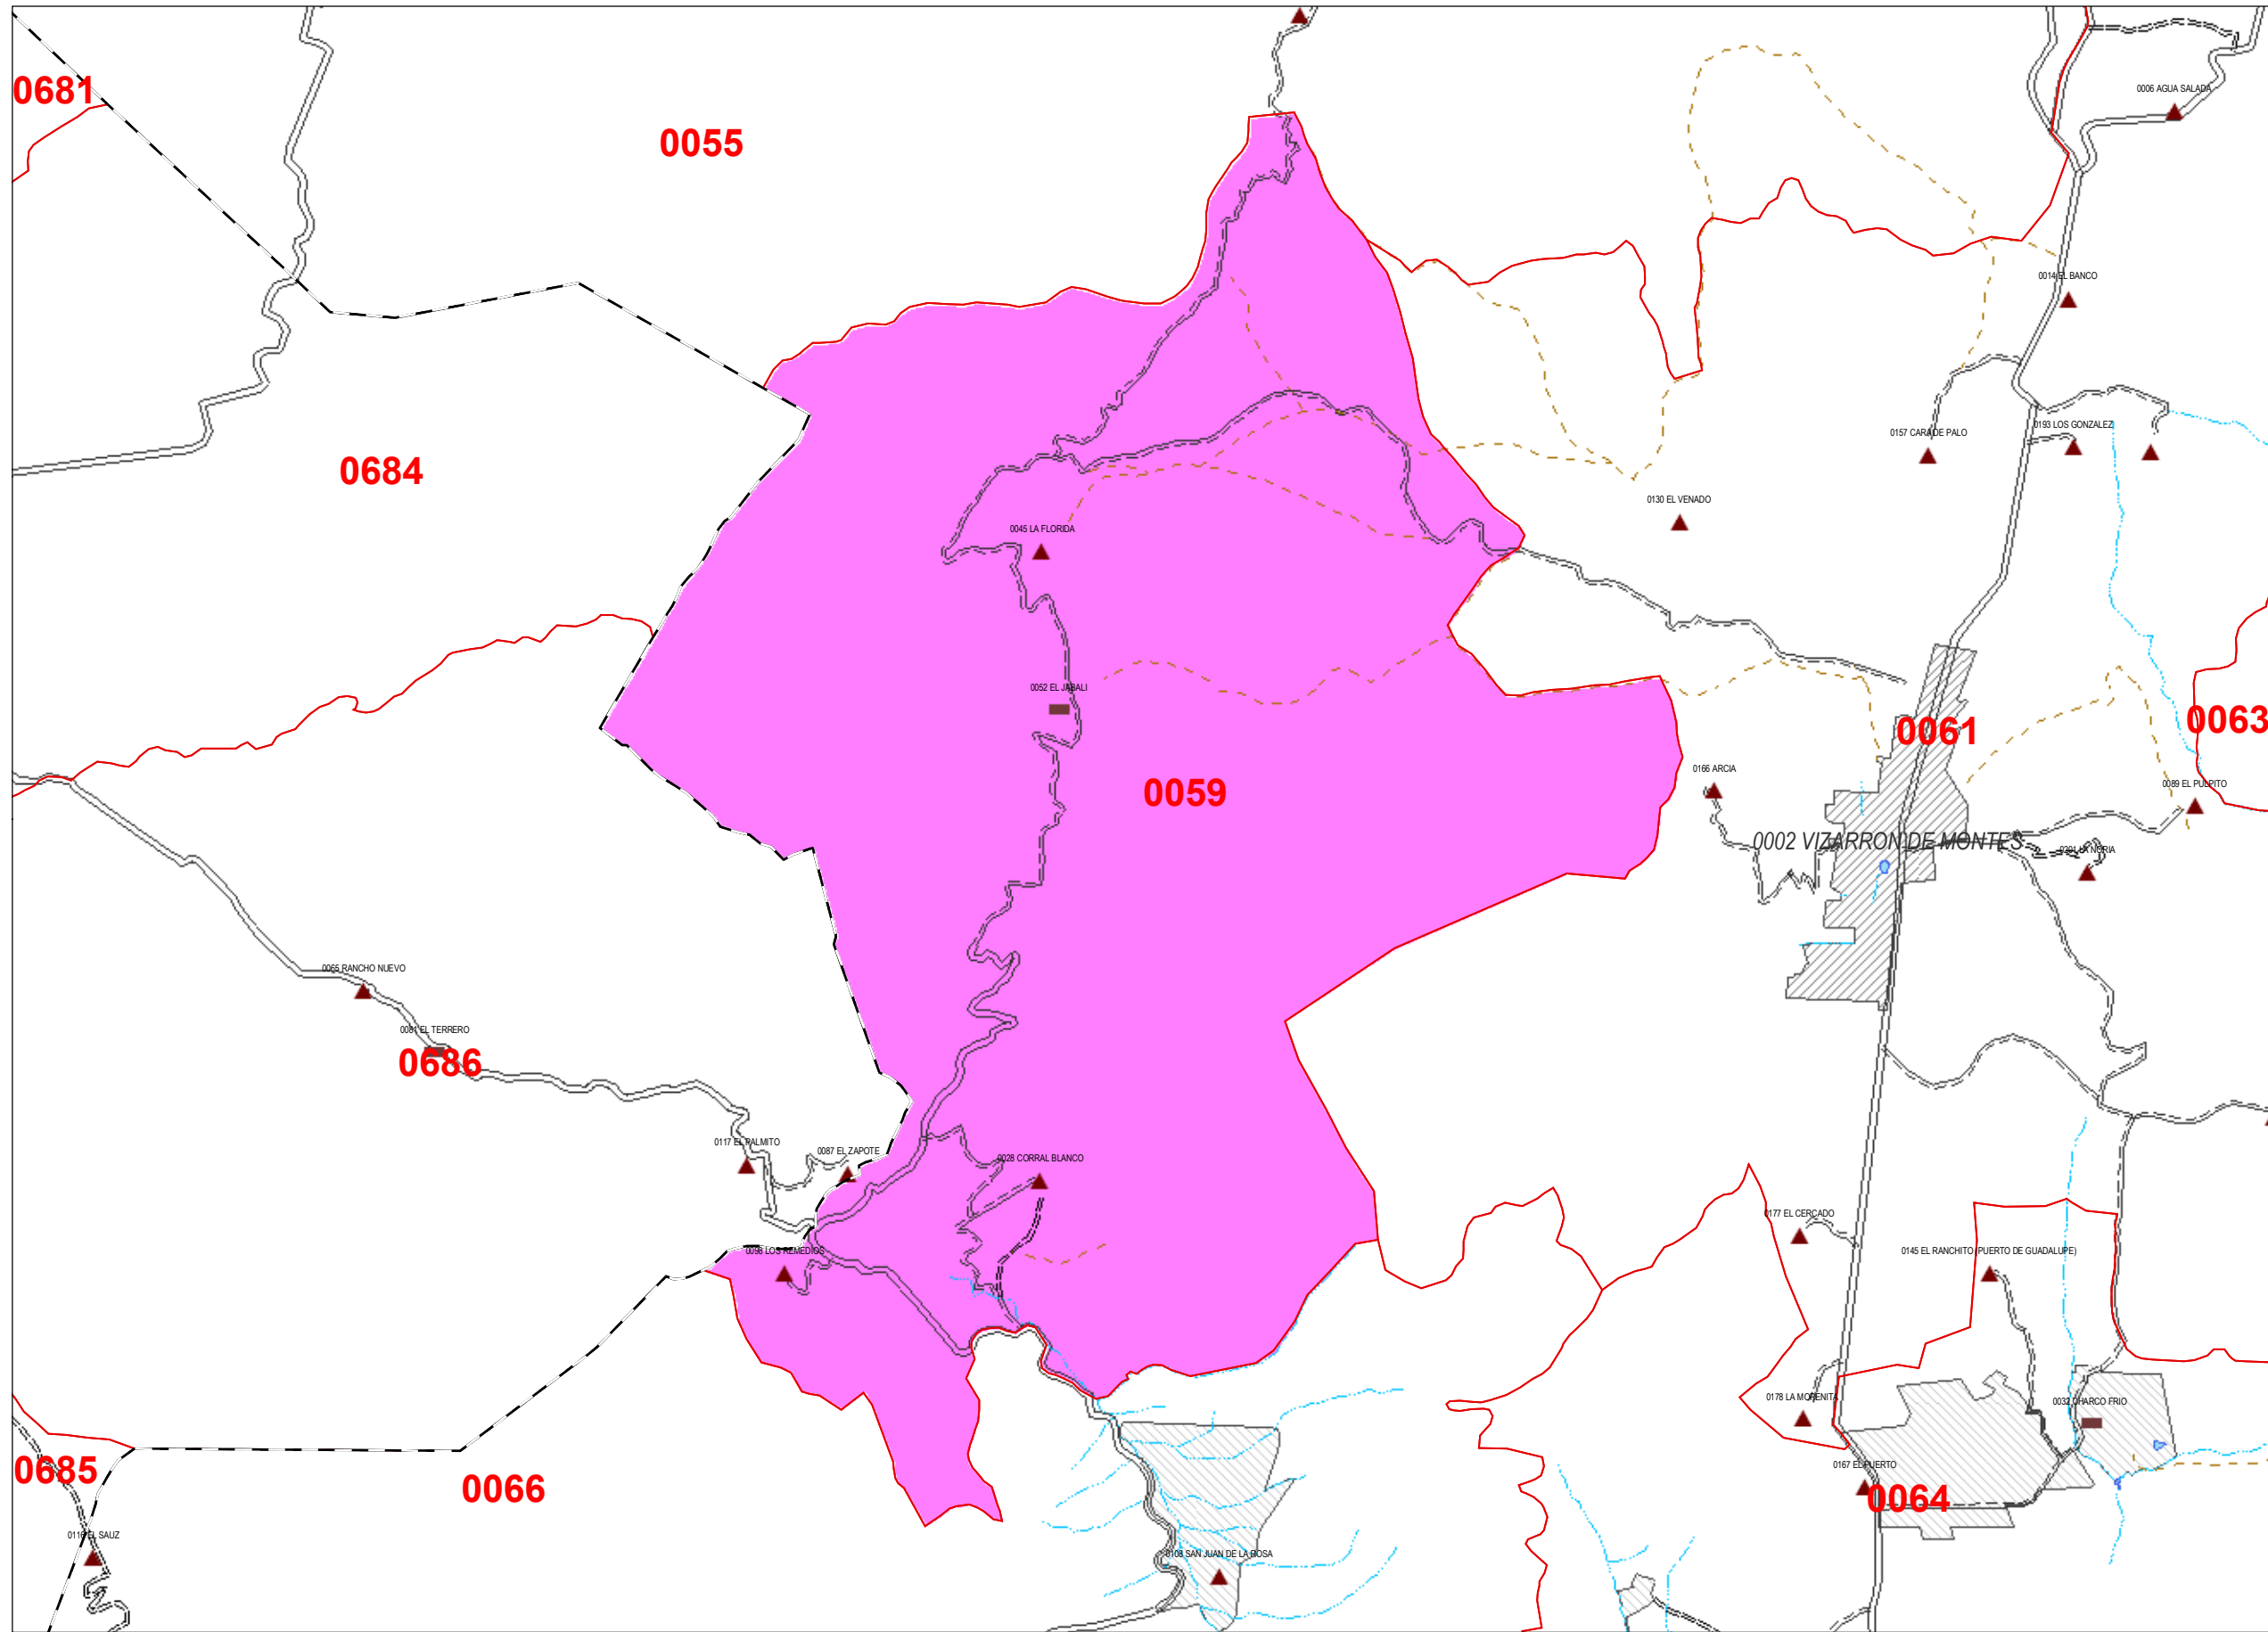 0681
0006 AGUA SALADA
0055
0014 EL BANCO
0193 LOS GONZALEZ
0157 CARA DE PALO
0684
0130 EL VENADO
0045 LA FLORIDA
0052 EL JABALI
0063
0061
0166 ARCIA
0089 EL PULPITO
0059
0002 VIZARRON DE MONTES
0201 LA NORIA
0065 RANCHO NUEVO
0081 EL TERRERO
0686
0117 EL PALMITO
0087 EL ZAPOTE
0028 CORRAL BLANCO
0177 EL CERCADO
0098 LOS REMEDIOS
0145 EL RANCHITO (PUERTO DE GUADALUPE)
0178 LA MORENITA
0032 CHARCO FRIO
0685
0167 EL PUERTO
0066
0064
0116 EL SAUZ
0108 SAN JUAN DE LA ROSA